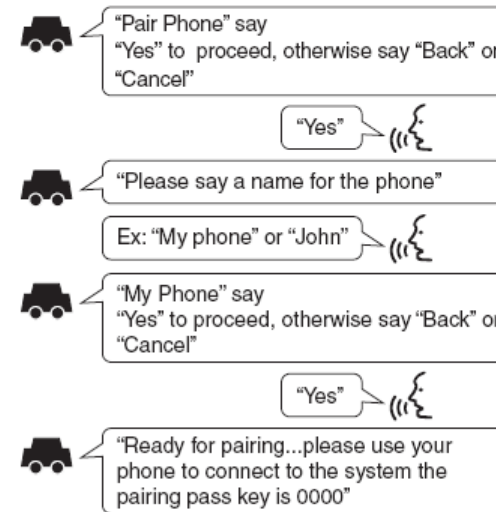 “Pair Phone” say
“Yes” to proceed, otherwise say “Back” or
“Cancel”
“Yes”
“Please say a name for the phone”
Ex: “My phone” or “John”
“My Phone” say
“Yes” to proceed, otherwise say “Back” or
“Cancel”
“Yes”
“Ready for pairing...please use your
phone to connect to the system the
pairing pass key is 0000”